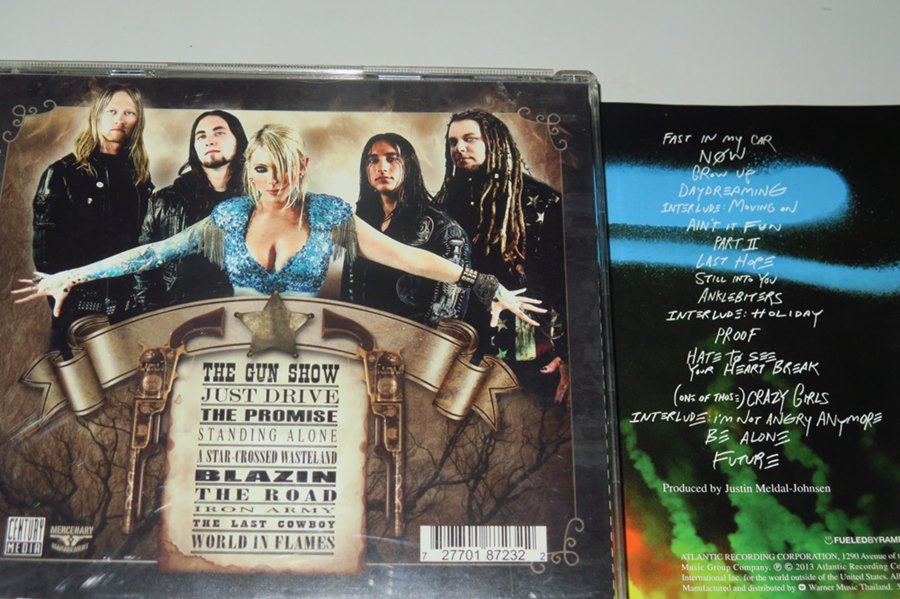 THE GUN SHOW
JUST DRIVE
THE PROMISE
STANDING ALONE
A STAR-CROSSED WASTELAND
BLAZIN
THE ROAD
IRON ARMY
THE LAST COWBOY
WORLD IN FLAMES
CENTURY
MEDIA
MERCENARY
MANAGEMENT
7 27701 87232 2
FAST IN MY CAR
NØW
GROW UP
DAYDREAMING
INTERLUDE: MOVING ON
AIN'T IT FUN
PART II
LAST HOPE
STILL INTO YOU
ANKLEBITERS
INTERLUDE: HOLIDAY
PROOF
HATE TO SEE
YOUR HEART BREAK
(ONE OF THOSE) CRAZY GIRLS
INTERLUDE: I'M NOT ANGRY ANYMORE
BE ALONE
FUTURE
Produced by Justin Meldal-Johnsen
FUELEDBYRAME
ATLANTIC RECORDING CORPORATION, 1290 Avenue of t
Music Group Company. ℗ © 2013 Atlantic Recording Co
International Inc. for the world outside of the United States. All
Manufactured and distributed by Warner Music Thailand.